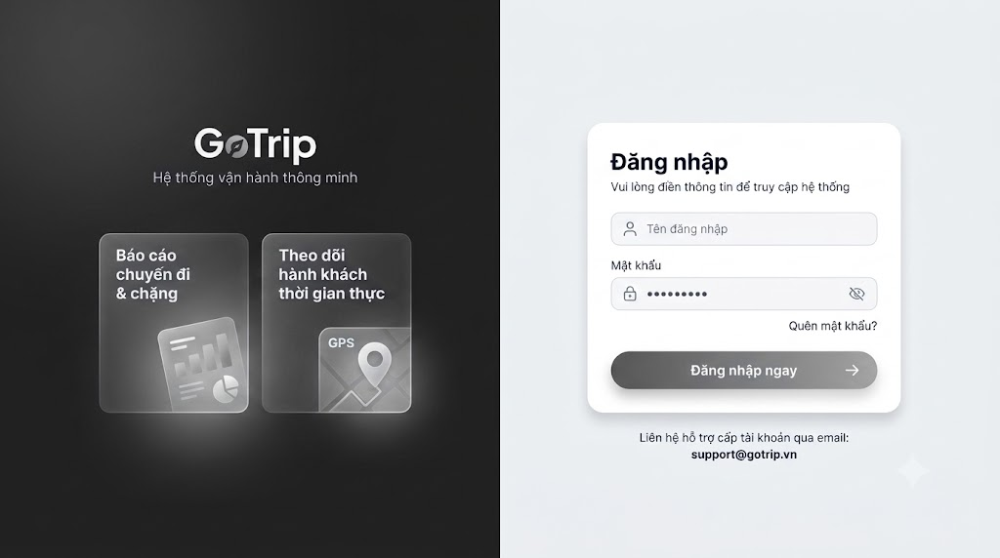 GoTrip
Hệ thống vận hành thông minh
Báo cáo
chuyến đi
& chặng
Theo dõi
hành khách
thời gian thực
GPS
Đăng nhập
Vui lòng điền thông tin để truy cập hệ thống
Tên đăng nhập
Mật khẩu
•••••••••
Quên mật khẩu?
Đăng nhập ngay
Liên hệ hỗ trợ cấp tài khoản qua email:
support@gotrip.vn